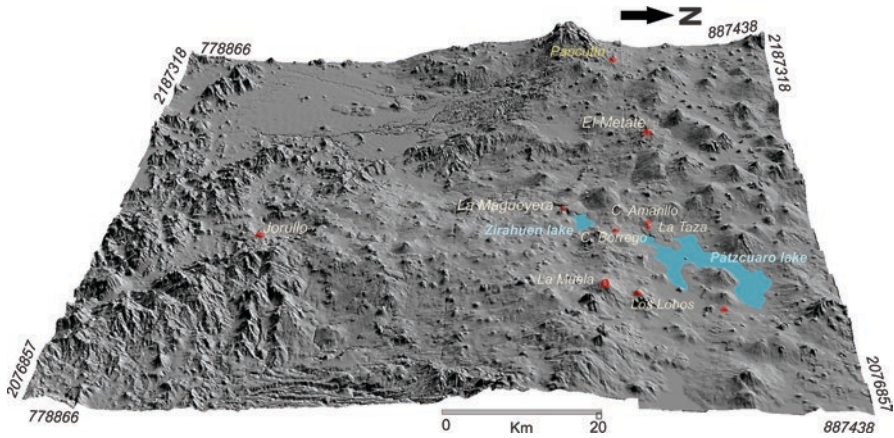 N
778866
887438
2187318
2187318
Paricutin
El Metate
La Magueyera
C. Amarillo
Zirahuen lake
C. Borrego
La Taza
Jorullo
Pátzcuaro lake
La Muela
Los Lobos
2076857
2076857
778866
0
20
Km
887438